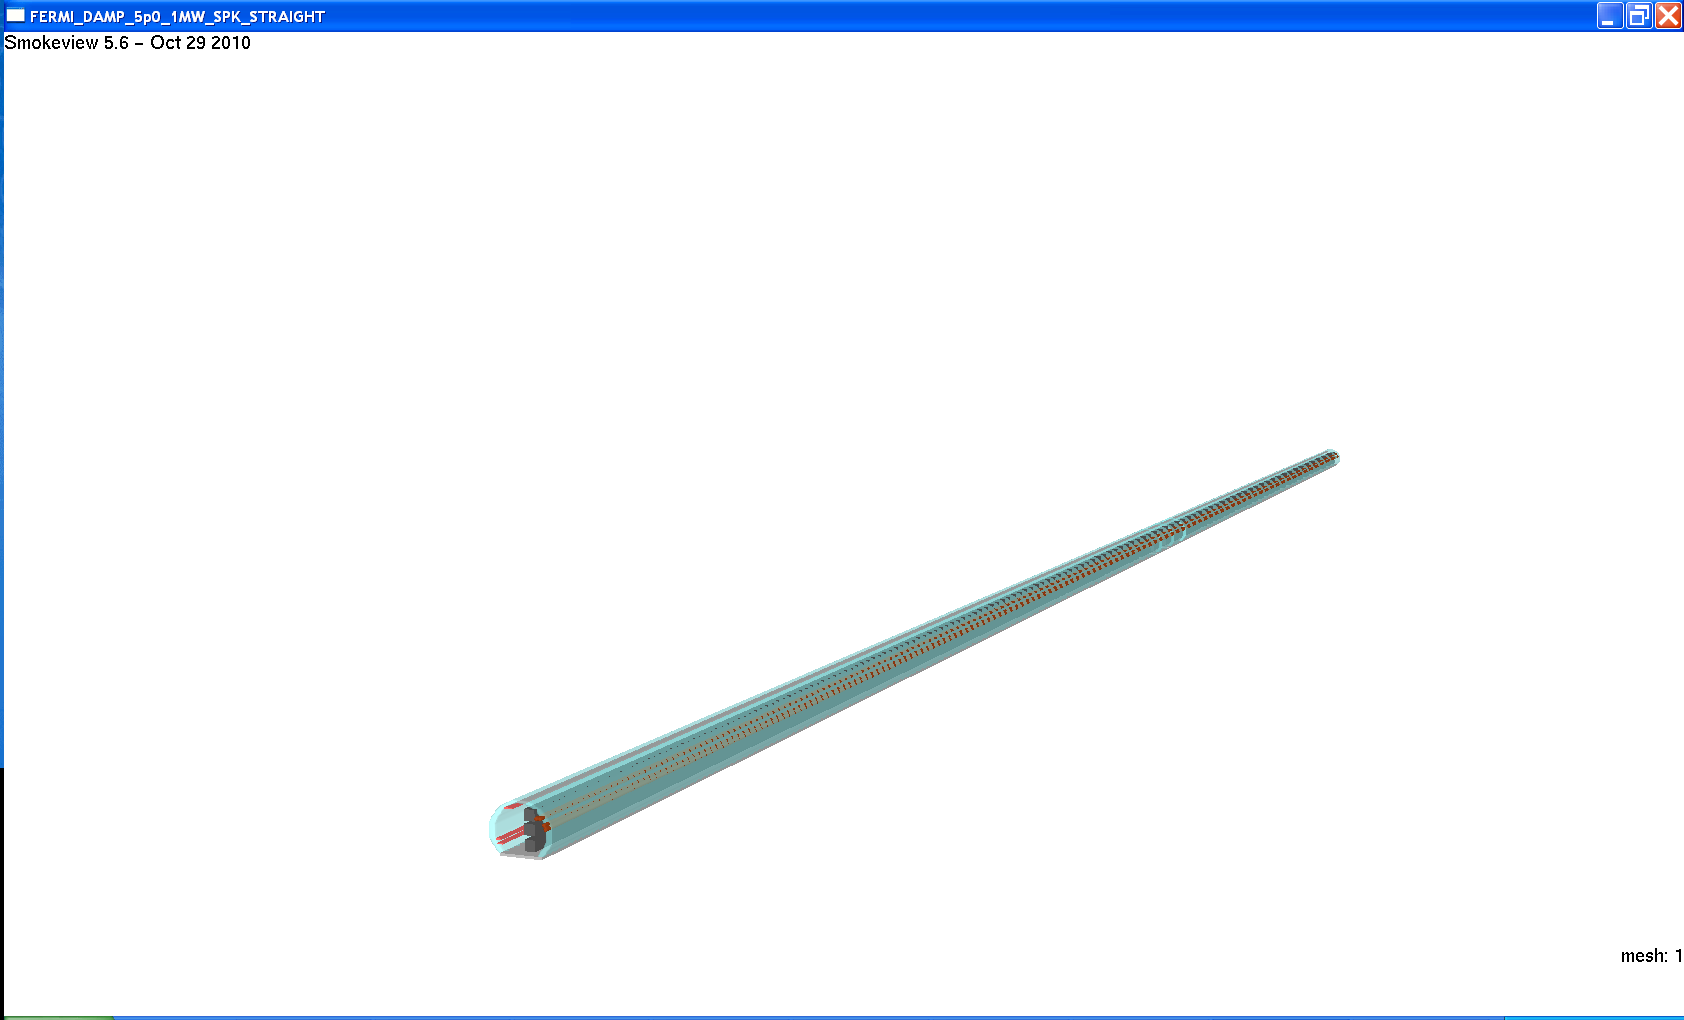 FERMI_DAMP_5p0_1MW_SPK_STRAIGHT
Smokeview 5.6 – Oct 29 2010
mesh: 1